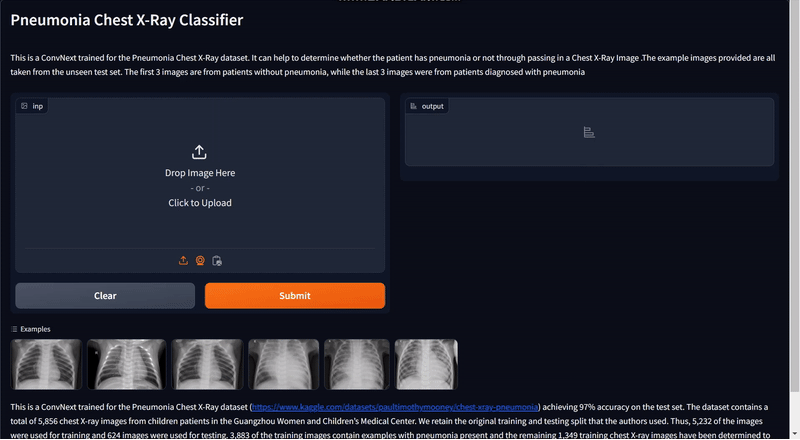 Pneumonia Chest X-Ray Classifier
This is a ConvNext trained for the Pneumonia Chest X-Ray dataset. It can help to determine whether the patient has pneumonia or not through passing in a Chest X-Ray Image .The example images provided are all
taken from the unseen test set. The first 3 images are from patients without pneumonia, while the last 3 images were from patients diagnosed with pneumonia
inp
output
Drop Image Here
- or -
Click to Upload
Clear
Submit
Examples
This is a ConvNext trained for the Pneumonia Chest X-Ray dataset (https://www.kaggle.com/datasets/paultimothymooney/chest-xray-pneumonia) achieving 97% accuracy on the test set. The dataset contains a
total of 5,856 chest X-ray images from children patients in the Guangzhou Women and Children's Medical Center. We retain the original training and testing split that the authors used. Thus, 5,232 of the images
were used for training and 624 images were used for testing. 3,883 of the training images contain examples with pneumonia present and the remaining 1,349 training chest X-ray images have been determined to